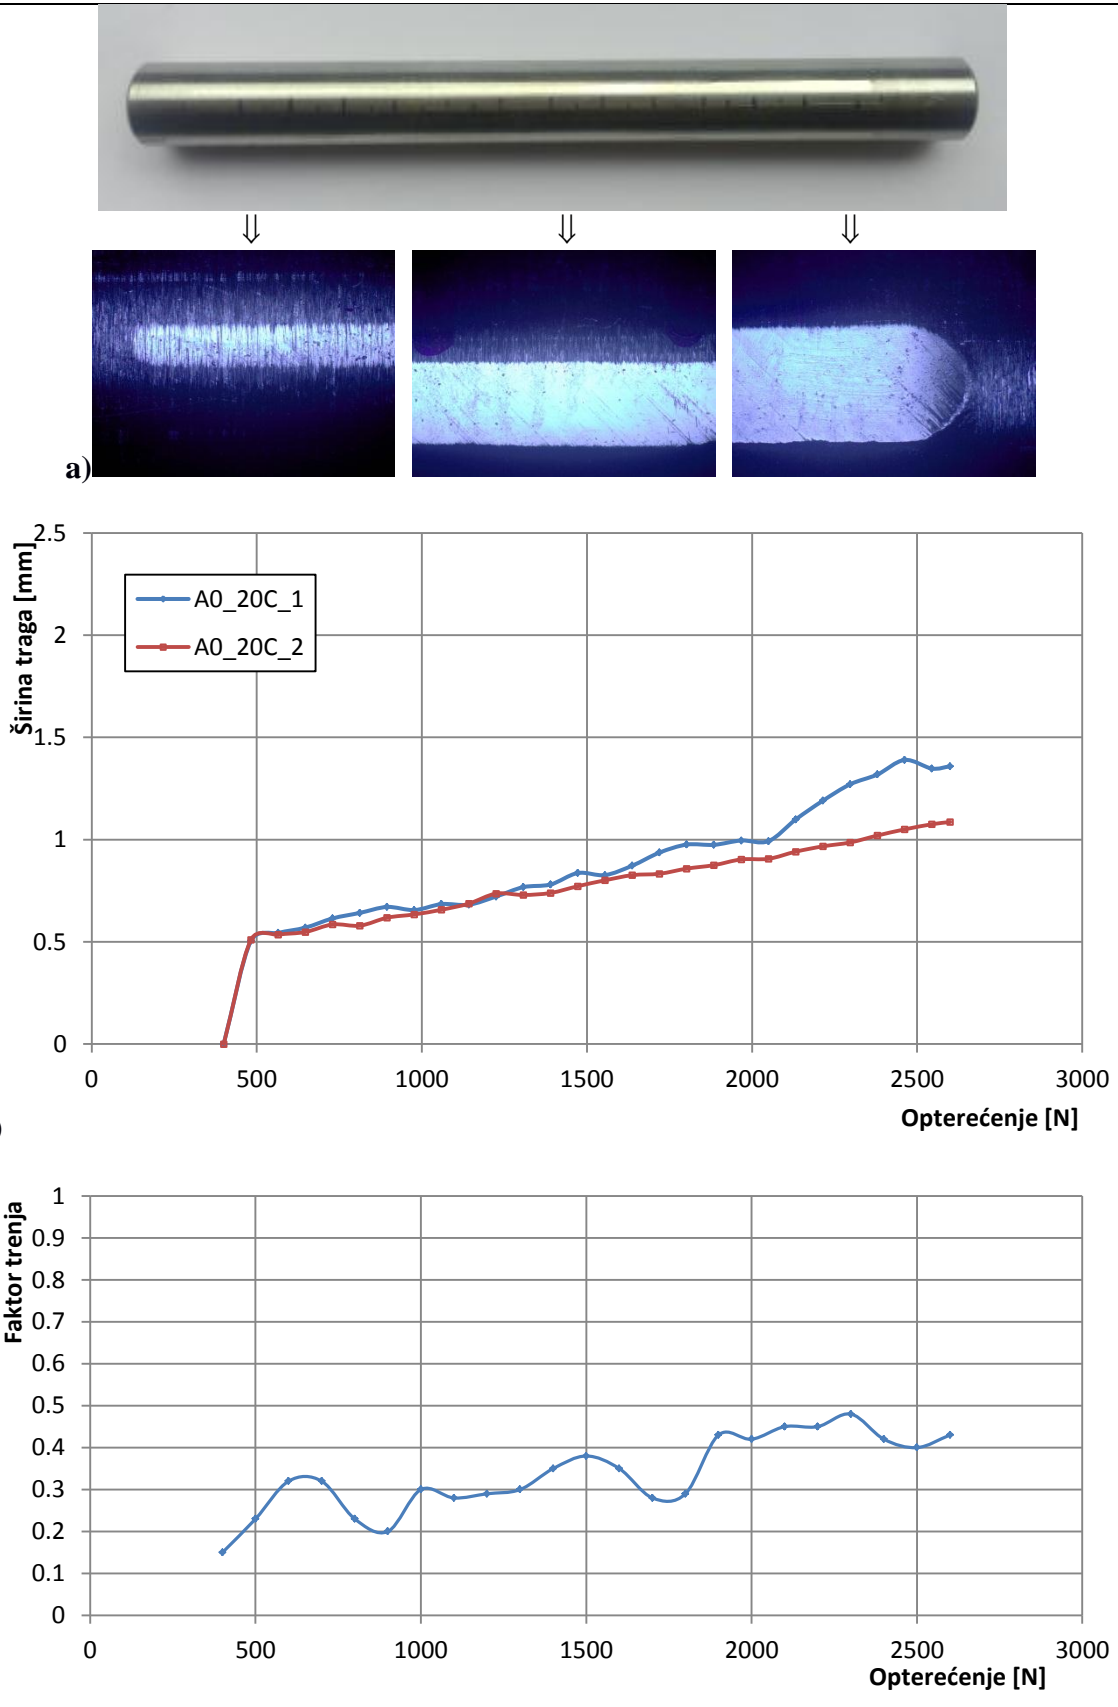 ⇓ ⇓ ⇓
a)
Širina traga [mm]
2.5
2
1.5
1
0.5
0
A0_20C_1
A0_20C_2
0 500 1000 1500 2000 2500 3000
Opterećenje [N]
)
Faktor trenja
1
0.9
0.8
0.7
0.6
0.5
0.4
0.3
0.2
0.1
0
0 500 1000 1500 2000 2500 3000
Opterećenje [N]